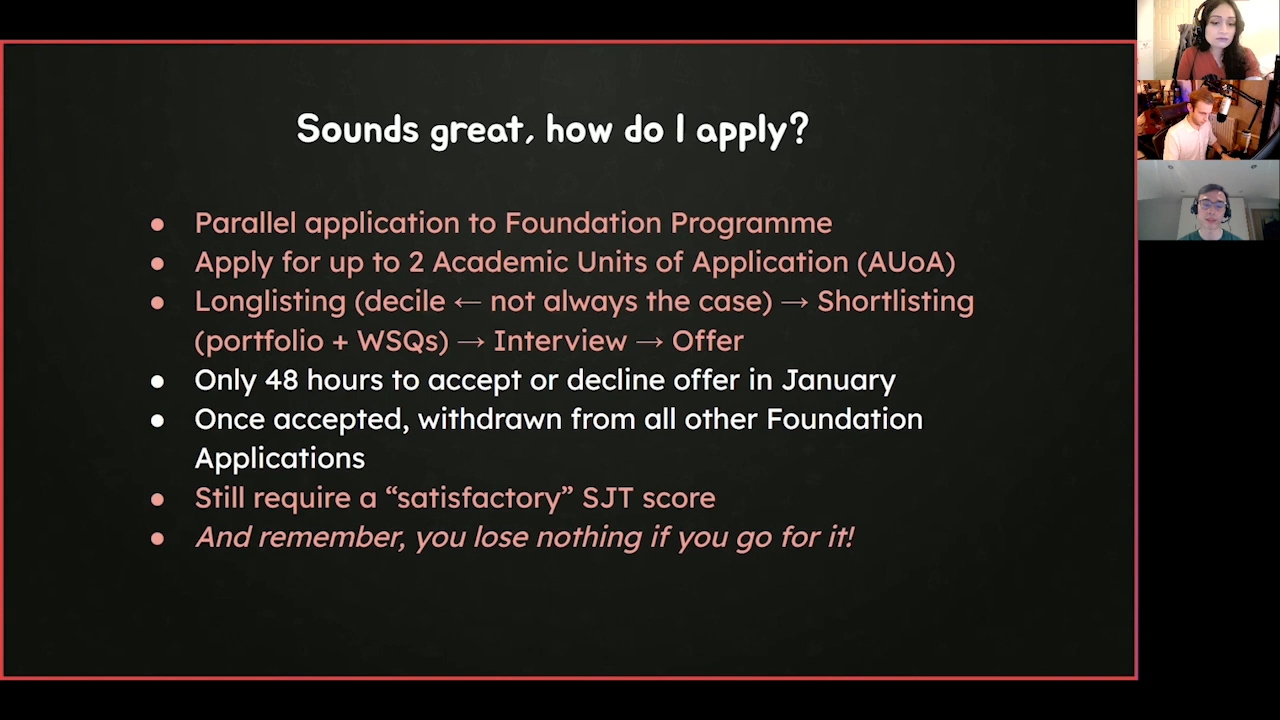 Sounds great, how do I apply?
● Parallel application to Foundation Programme
● Apply for up to 2 Academic Units of Application (AUoA)
● Longlisting (decile ← not always the case) → Shortlisting
(portfolio + WSQs) → Interview → Offer
● Only 48 hours to accept or decline offer in January
● Once accepted, withdrawn from all other Foundation
Applications
● Still require a “satisfactory” SJT score
● And remember, you lose nothing if you go for it!